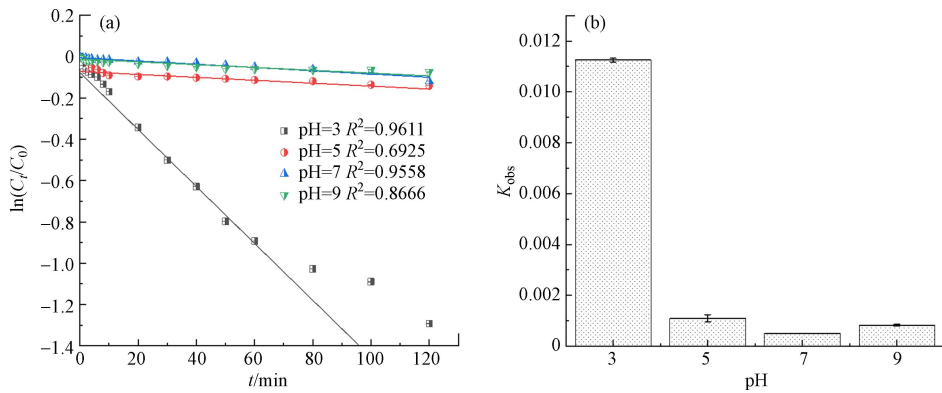 (a)
0.2
0
−0.2
−0.4
−0.6
−0.8
−1.0
−1.2
−1.4
ln(Ct/C0)
pH=3 R²=0.9611
pH=5 R²=0.6925
pH=7 R²=0.9558
pH=9 R²=0.8666
0 20 40 60 80 100 120
t/min
(b)
0.012
0.010
0.008
0.006
0.004
0.002
0
Kobs
3 5 7 9
pH